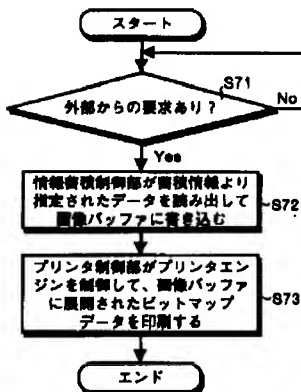 スタート
S71
外部からの要求あり?
No
Yes
情報蓄積制御部が蓄積情報より
指定されたデータを読み出して
画像バッファに書き込む
S72
プリンタ制御部がプリンタエン
ジンを制御して、画像バッファ
に展開されたビットマップ
データを印刷する
S73
エンド